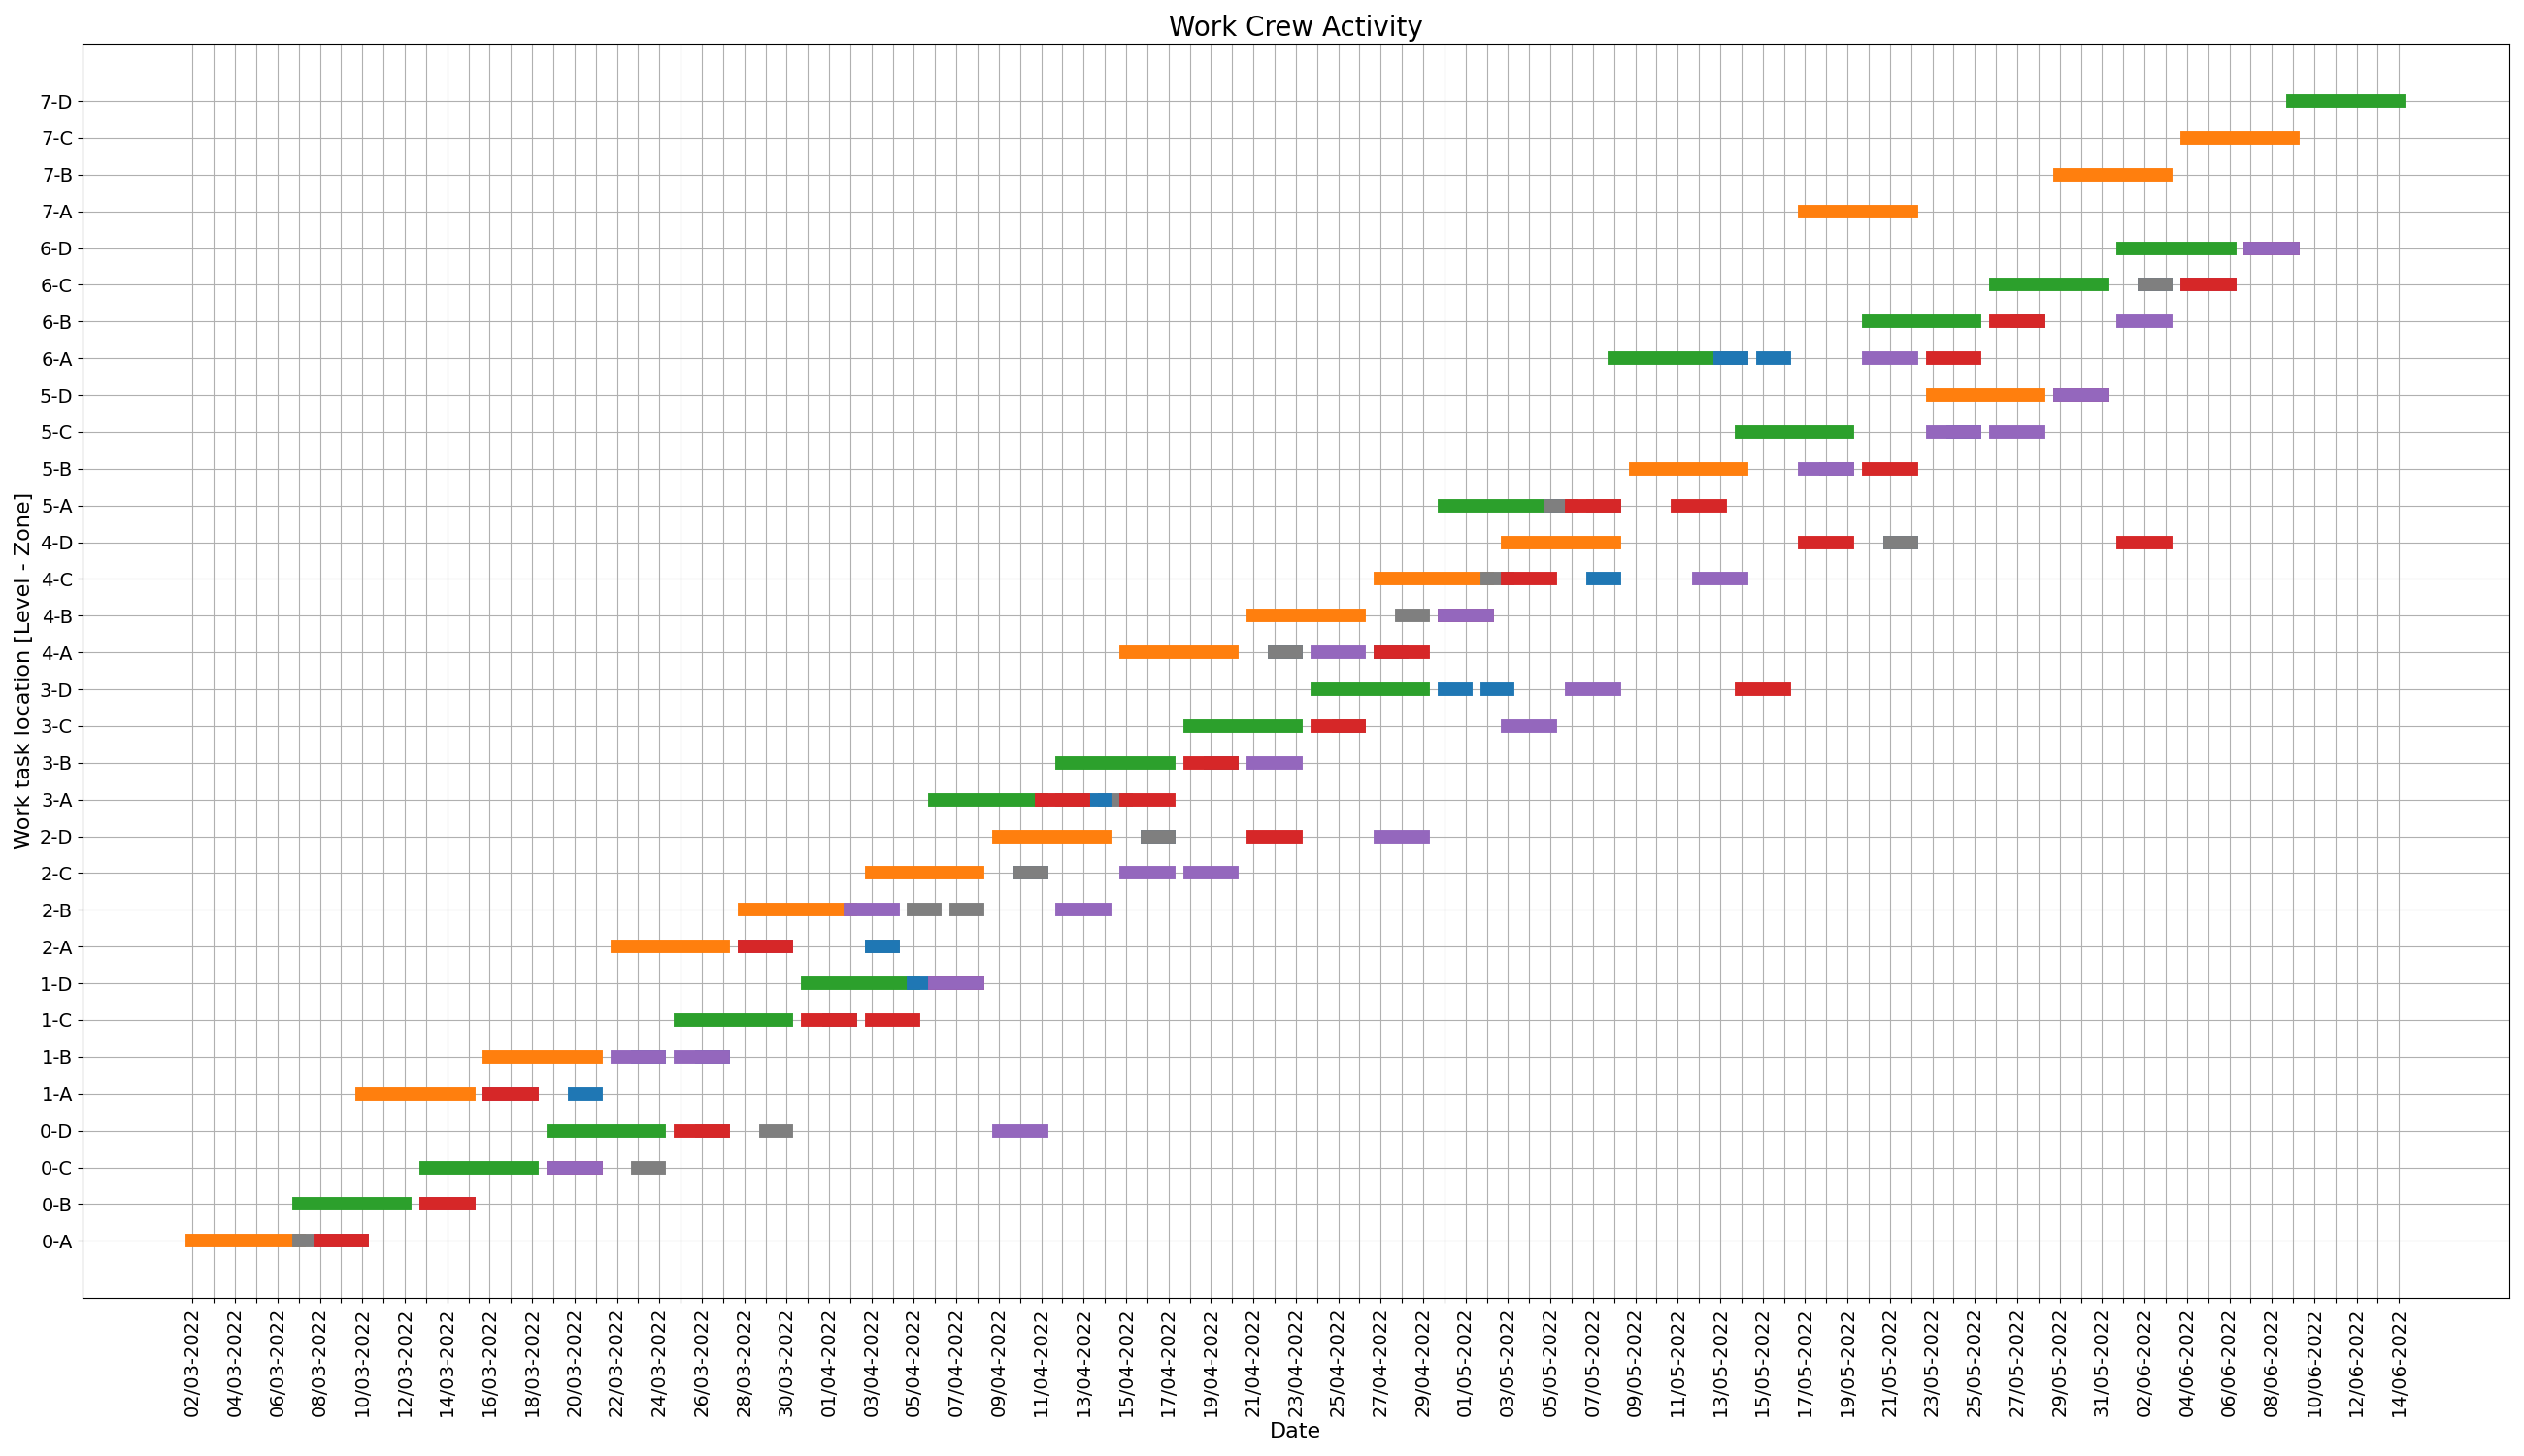 Work Crew Activity
Work task location [Level - Zone]
7-D
7-C
7-B
7-A
6-D
6-C
6-B
6-A
5-D
5-C
5-B
5-A
4-D
4-C
4-B
4-A
3-D
3-C
3-B
3-A
2-D
2-C
2-B
2-A
1-D
1-C
1-B
1-A
0-D
0-C
0-B
0-A
02/03-2022
04/03-2022
06/03-2022
08/03-2022
10/03-2022
12/03-2022
14/03-2022
16/03-2022
18/03-2022
20/03-2022
22/03-2022
24/03-2022
26/03-2022
28/03-2022
30/03-2022
01/04-2022
03/04-2022
05/04-2022
07/04-2022
09/04-2022
11/04-2022
13/04-2022
15/04-2022
17/04-2022
19/04-2022
21/04-2022
23/04-2022
25/04-2022
27/04-2022
29/04-2022
01/05-2022
03/05-2022
05/05-2022
07/05-2022
09/05-2022
11/05-2022
13/05-2022
15/05-2022
17/05-2022
19/05-2022
21/05-2022
23/05-2022
25/05-2022
27/05-2022
29/05-2022
31/05-2022
02/06-2022
04/06-2022
06/06-2022
08/06-2022
10/06-2022
12/06-2022
14/06-2022
Date